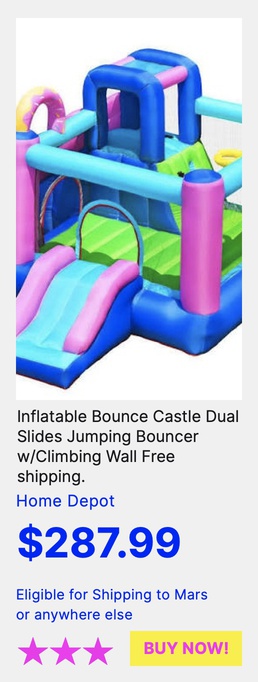 Inflatable Bounce Castle Dual
Slides Jumping Bouncer
w/Climbing Wall Free
shipping.
Home Depot
$287.99
Eligible for Shipping to Mars
or anywhere else
BUY NOW!